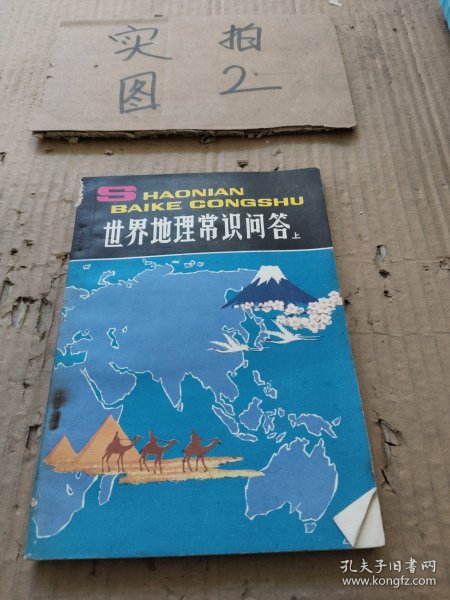 实拍
图2
SHAONIAN
BAIKE CONGSHU
世界地理常识问答上
孔夫子旧书网
www.kongfz.com